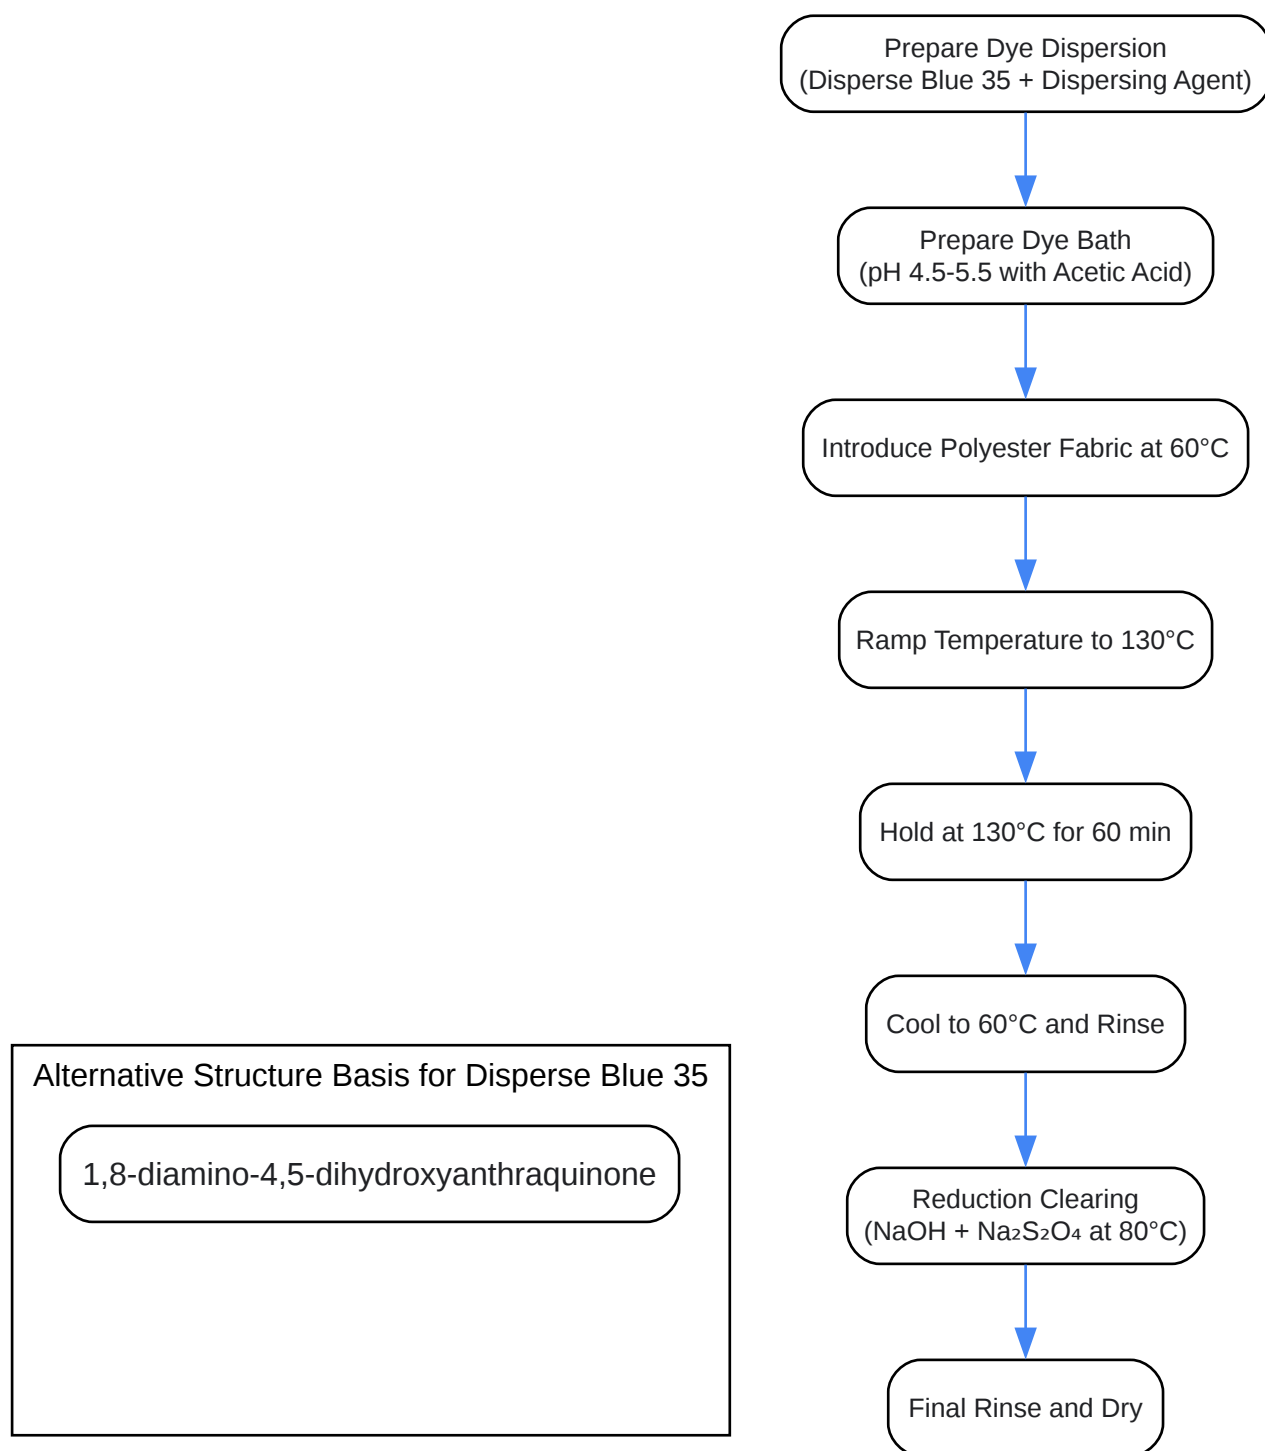 Prepare Dye Dispersion
(Disperse Blue 35 + Dispersing Agent)
Prepare Dye Bath
(pH 4.5-5.5 with Acetic Acid)
Introduce Polyester Fabric at 60°C
Ramp Temperature to 130°C
Hold at 130°C for 60 min
Cool to 60°C and Rinse
Reduction Clearing
(NaOH + Na₂S₂O₄ at 80°C)
Final Rinse and Dry
Alternative Structure Basis for Disperse Blue 35
1,8-diamino-4,5-dihydroxyanthraquinone